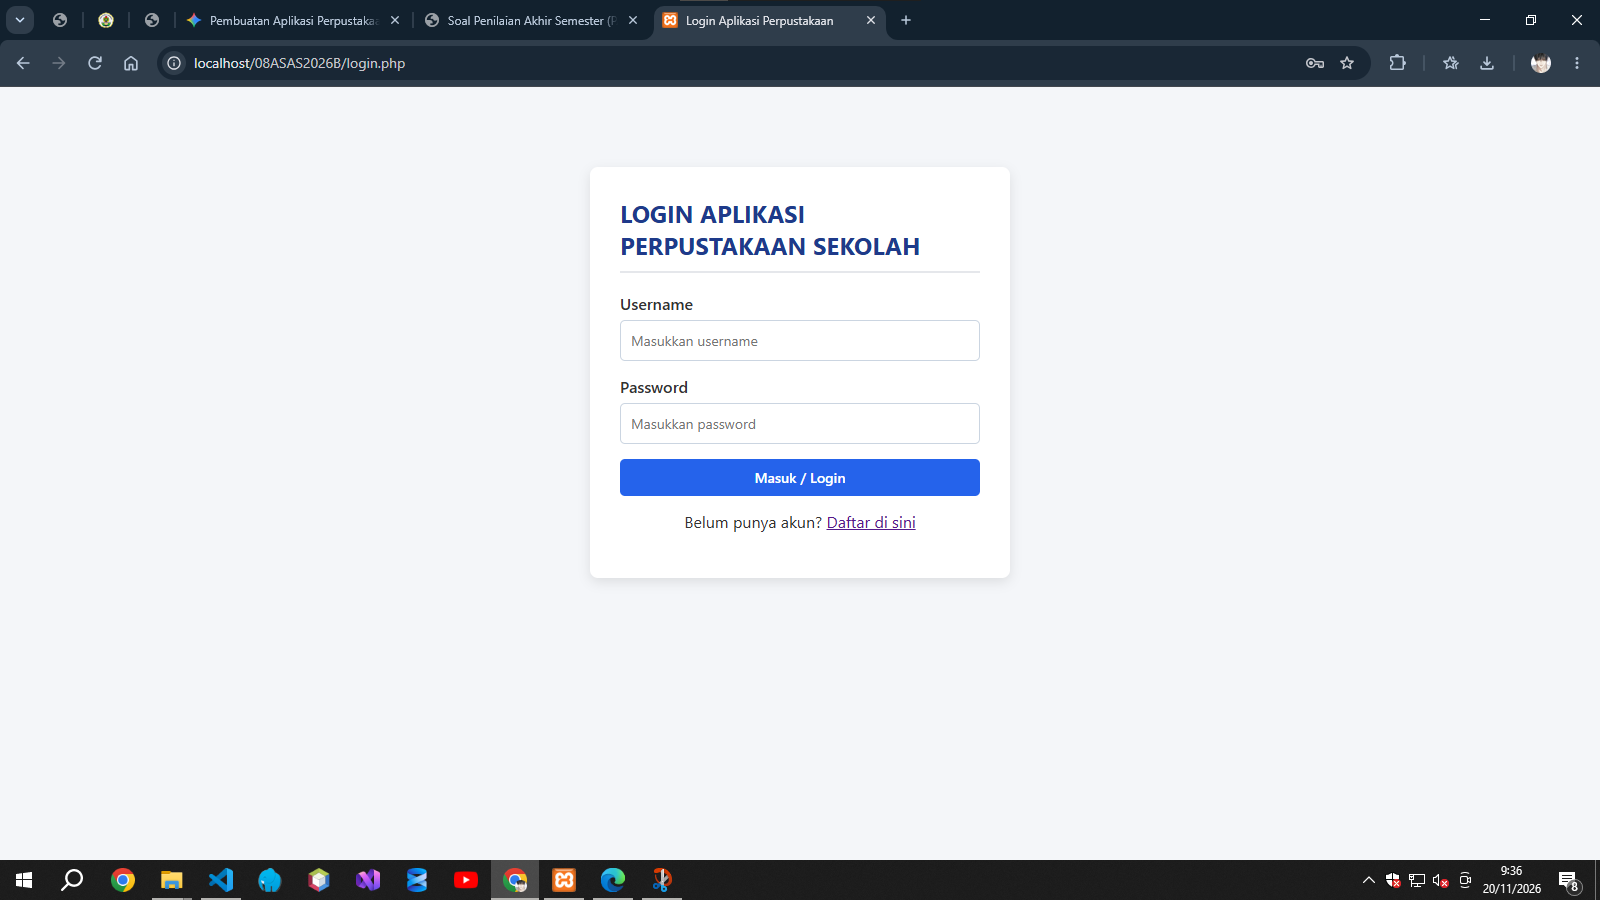 Pembuatan Aplikasi Perpustakaa
Soal Penilaian Akhir Semester (P
Login Aplikasi Perpustakaan
localhost/08ASAS2026B/login.php
LOGIN APLIKASI
PERPUSTAKAAN SEKOLAH
Username
Masukkan username
Password
Masukkan password
Masuk / Login
Belum punya akun? Daftar di sini
9:36
20/11/2026
8